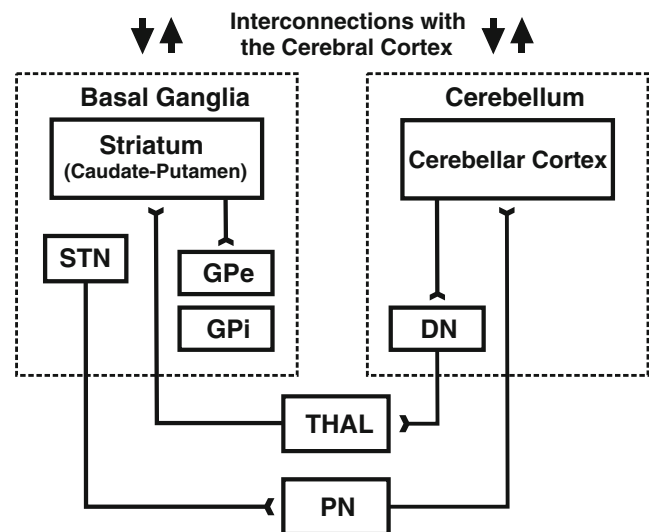 Interconnections with
the Cerebral Cortex
Basal Ganglia
Striatum
(Caudate-Putamen)
STN
GPe
GPi
Cerebellum
Cerebellar Cortex
DN
THAL
PN